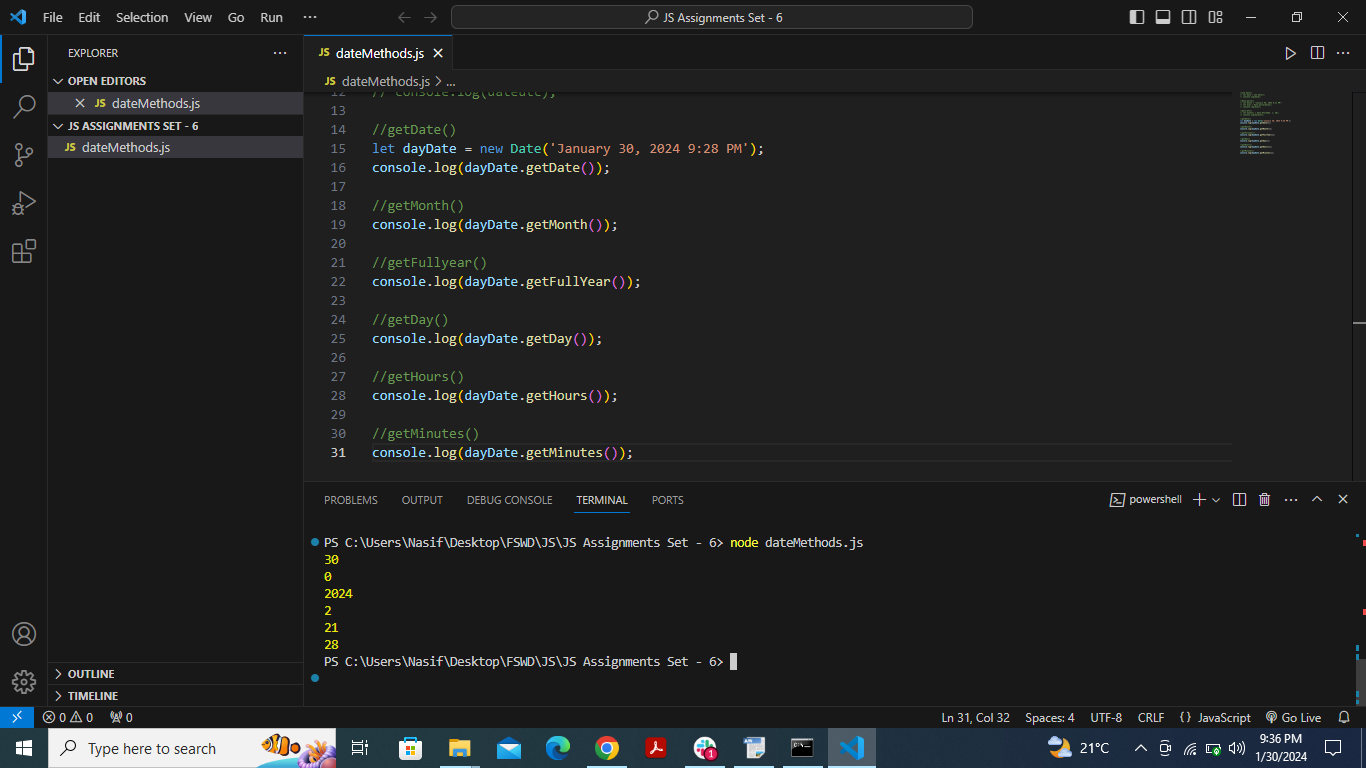 File Edit Selection View Go Run ···
JS Assignments Set - 6
EXPLORER ···
OPEN EDITORS
JS dateMethods.js
JS ASSIGNMENTS SET - 6
JS dateMethods.js
OUTLINE
TIMELINE
JS dateMethods.js
JS dateMethods.js > ...
12 // console.log(dateutc);
13
14 //getDate()
15 let dayDate = new Date('January 30, 2024 9:28 PM');
16 console.log(dayDate.getDate());
17
18 //getMonth()
19 console.log(dayDate.getMonth());
20
21 //getFullyear()
22 console.log(dayDate.getFullYear());
23
24 //getDay()
25 console.log(dayDate.getDay());
26
27 //getHours()
28 console.log(dayDate.getHours());
29
30 //getMinutes()
31 console.log(dayDate.getMinutes());
PROBLEMS OUTPUT DEBUG CONSOLE TERMINAL PORTS
powershell
PS C:\Users\Nasif\Desktop\FSWD\JS\JS Assignments Set - 6> node dateMethods.js
30
0
2024
2
21
28
PS C:\Users\Nasif\Desktop\FSWD\JS\JS Assignments Set - 6>
0 0 0
Ln 31, Col 32 Spaces: 4 UTF-8 CRLF {} JavaScript Go Live
Type here to search
1
21°C
9:36 PM
1/30/2024